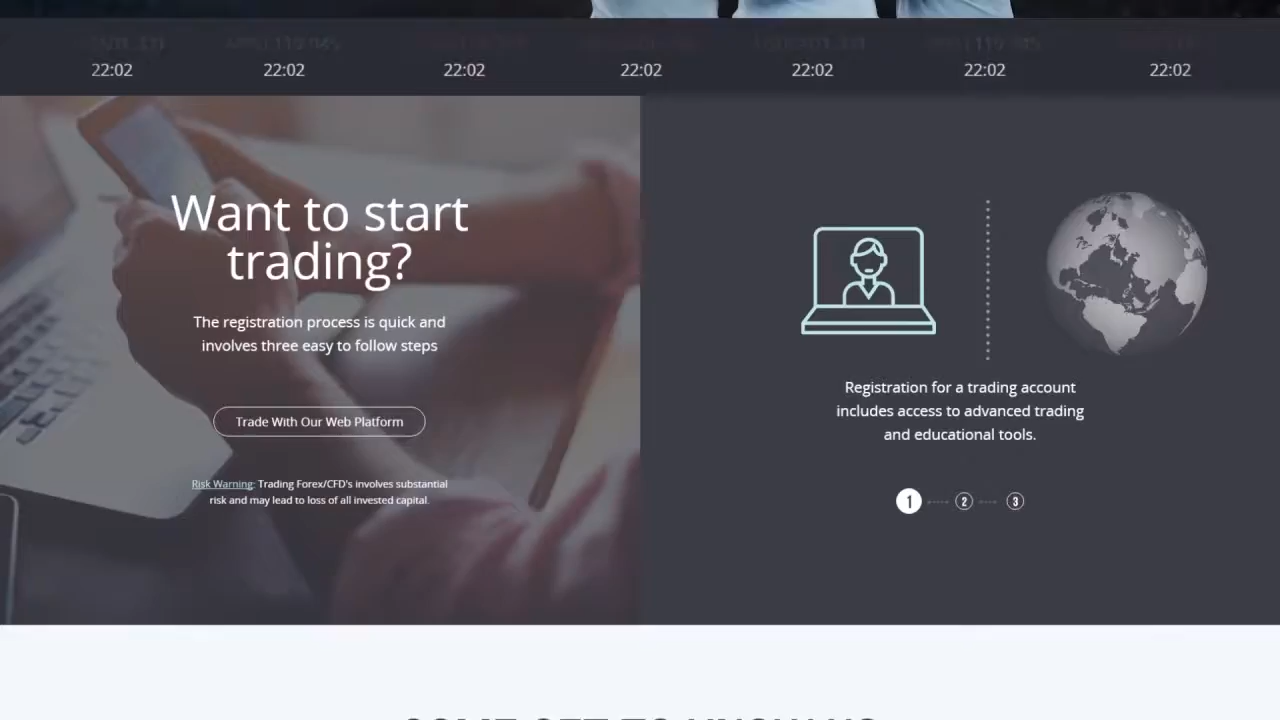 22:02 22:02 22:02 22:02 22:02 22:02 22:02
Want to start
trading?
The registration process is quick and
involves three easy to follow steps
Trade With Our Web Platform
Risk Warning: Trading Forex/CFD's involves substantial
risk and may lead to loss of all invested capital.
Registration for a trading account
includes access to advanced trading
and educational tools.
1 2 3